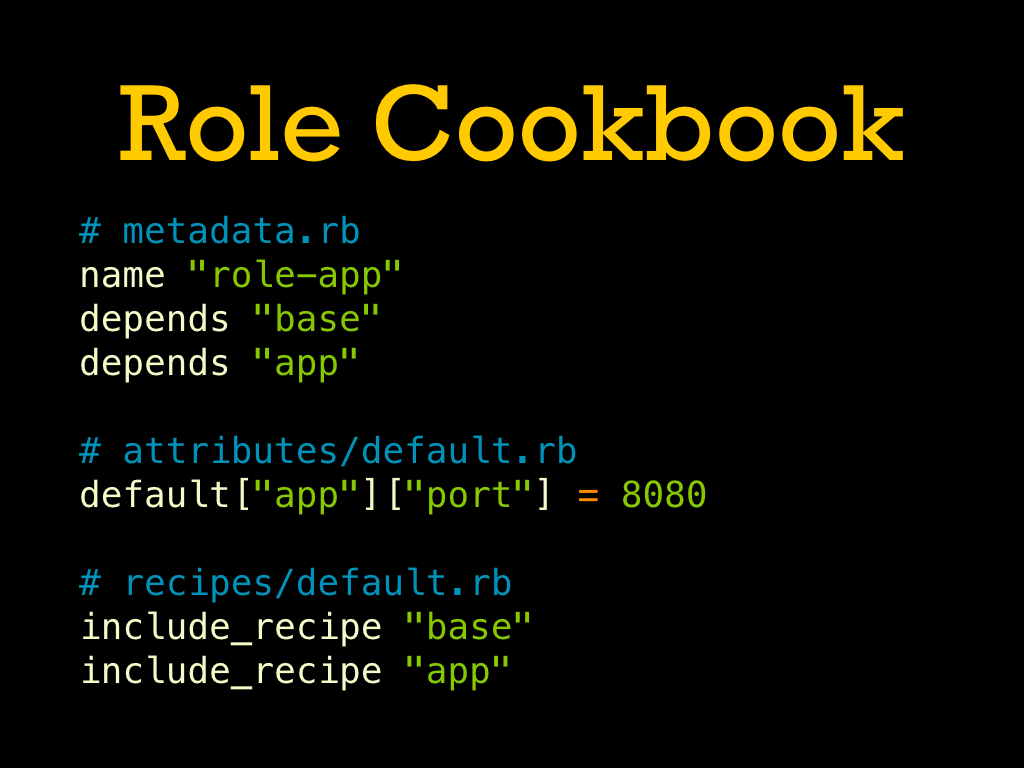 Role Cookbook
# metadata.rb
name "role-app"
depends "base"
depends "app"
# attributes/default.rb
default["app"]["port"] = 8080
# recipes/default.rb
include_recipe "base"
include_recipe "app"